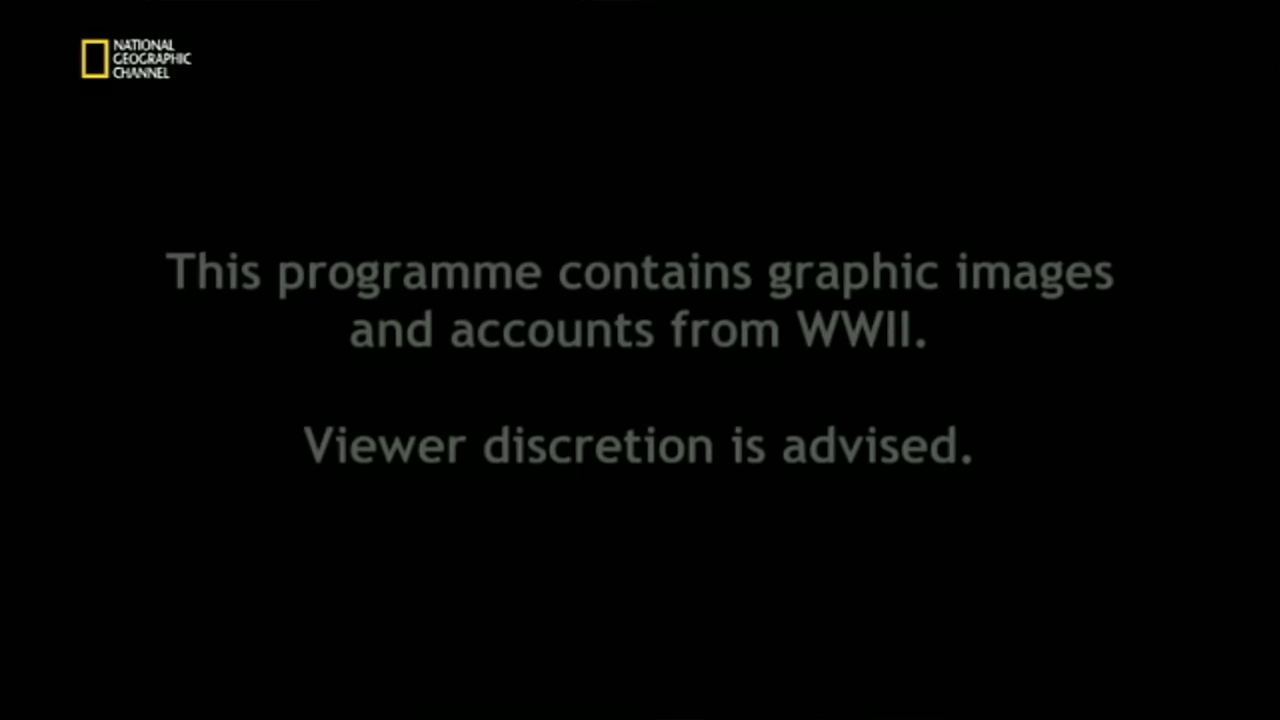 NATIONAL
GEOGRAPHIC
CHANNEL
This programme contains graphic images
and accounts from WWII.
Viewer discretion is advised.